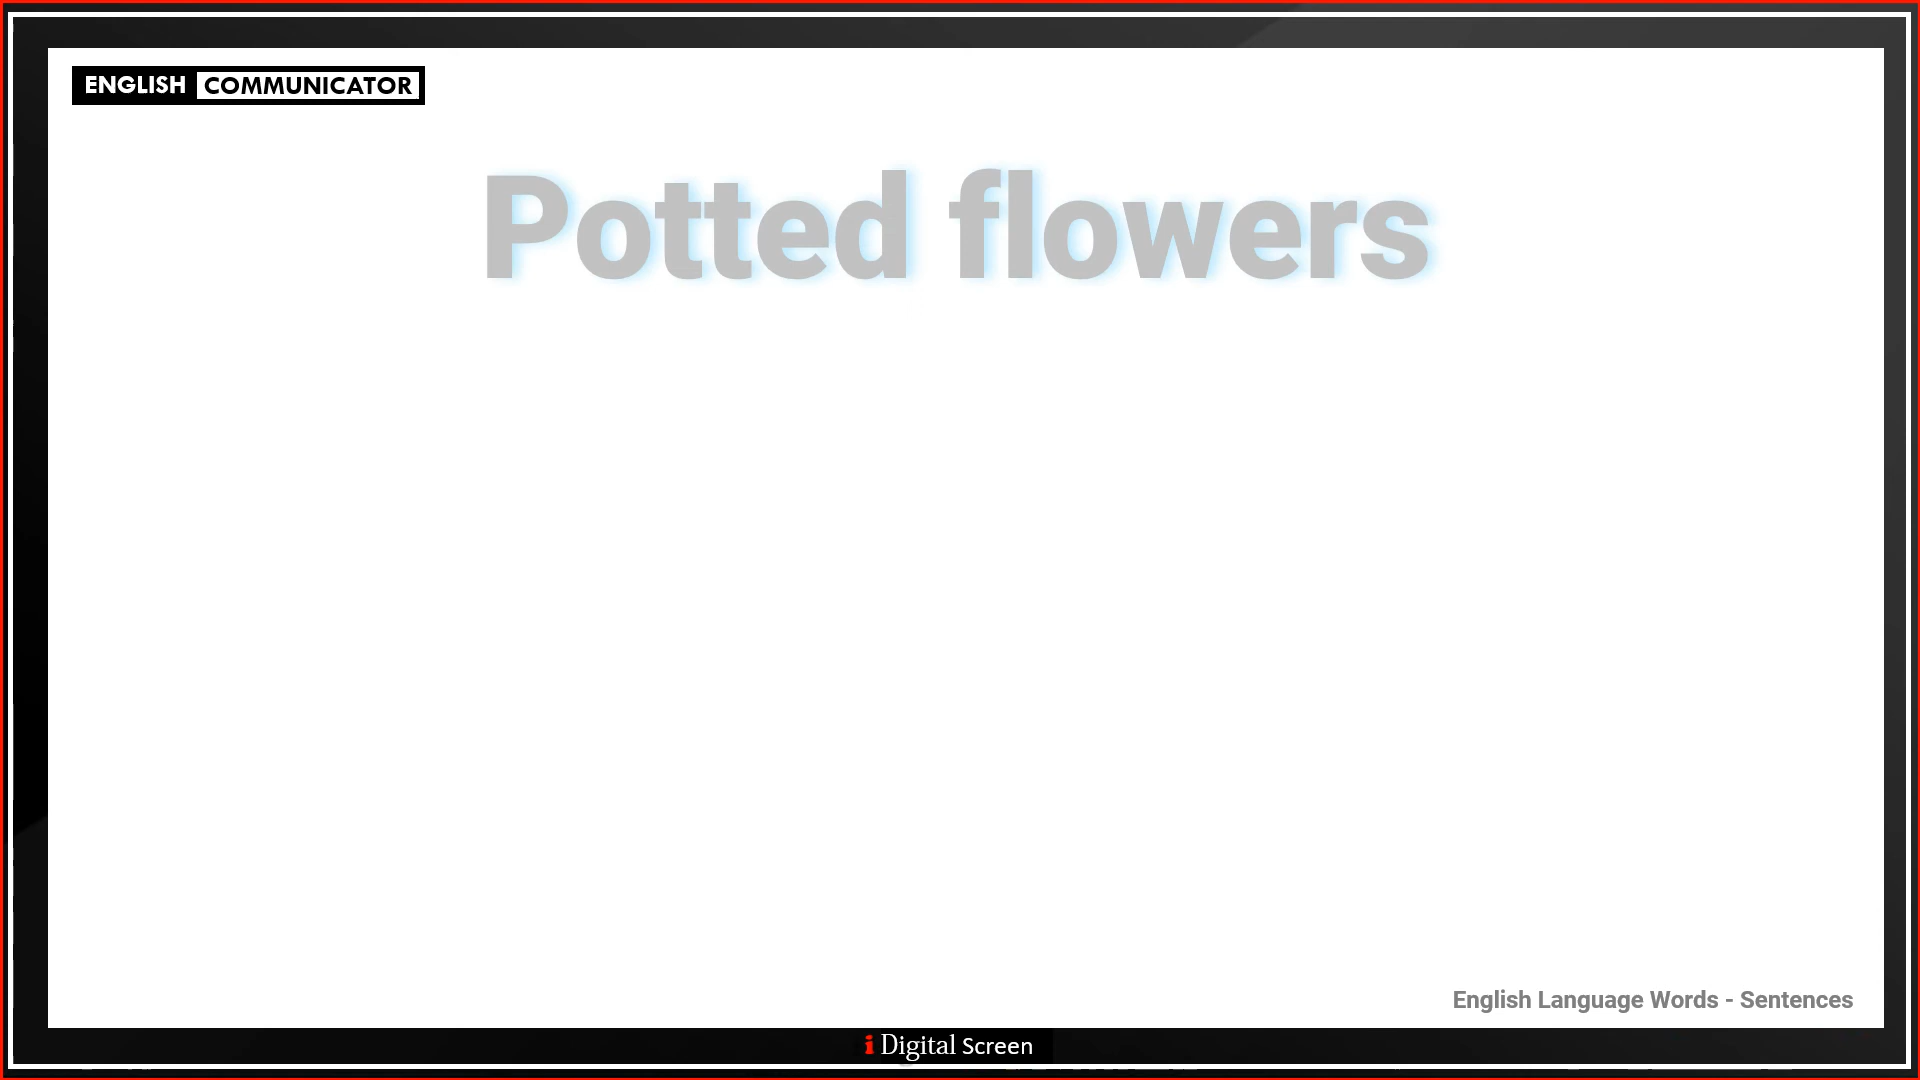 ENGLISH COMMUNICATOR
Potted flowers
English Language Words - Sentences
i Digital Screen